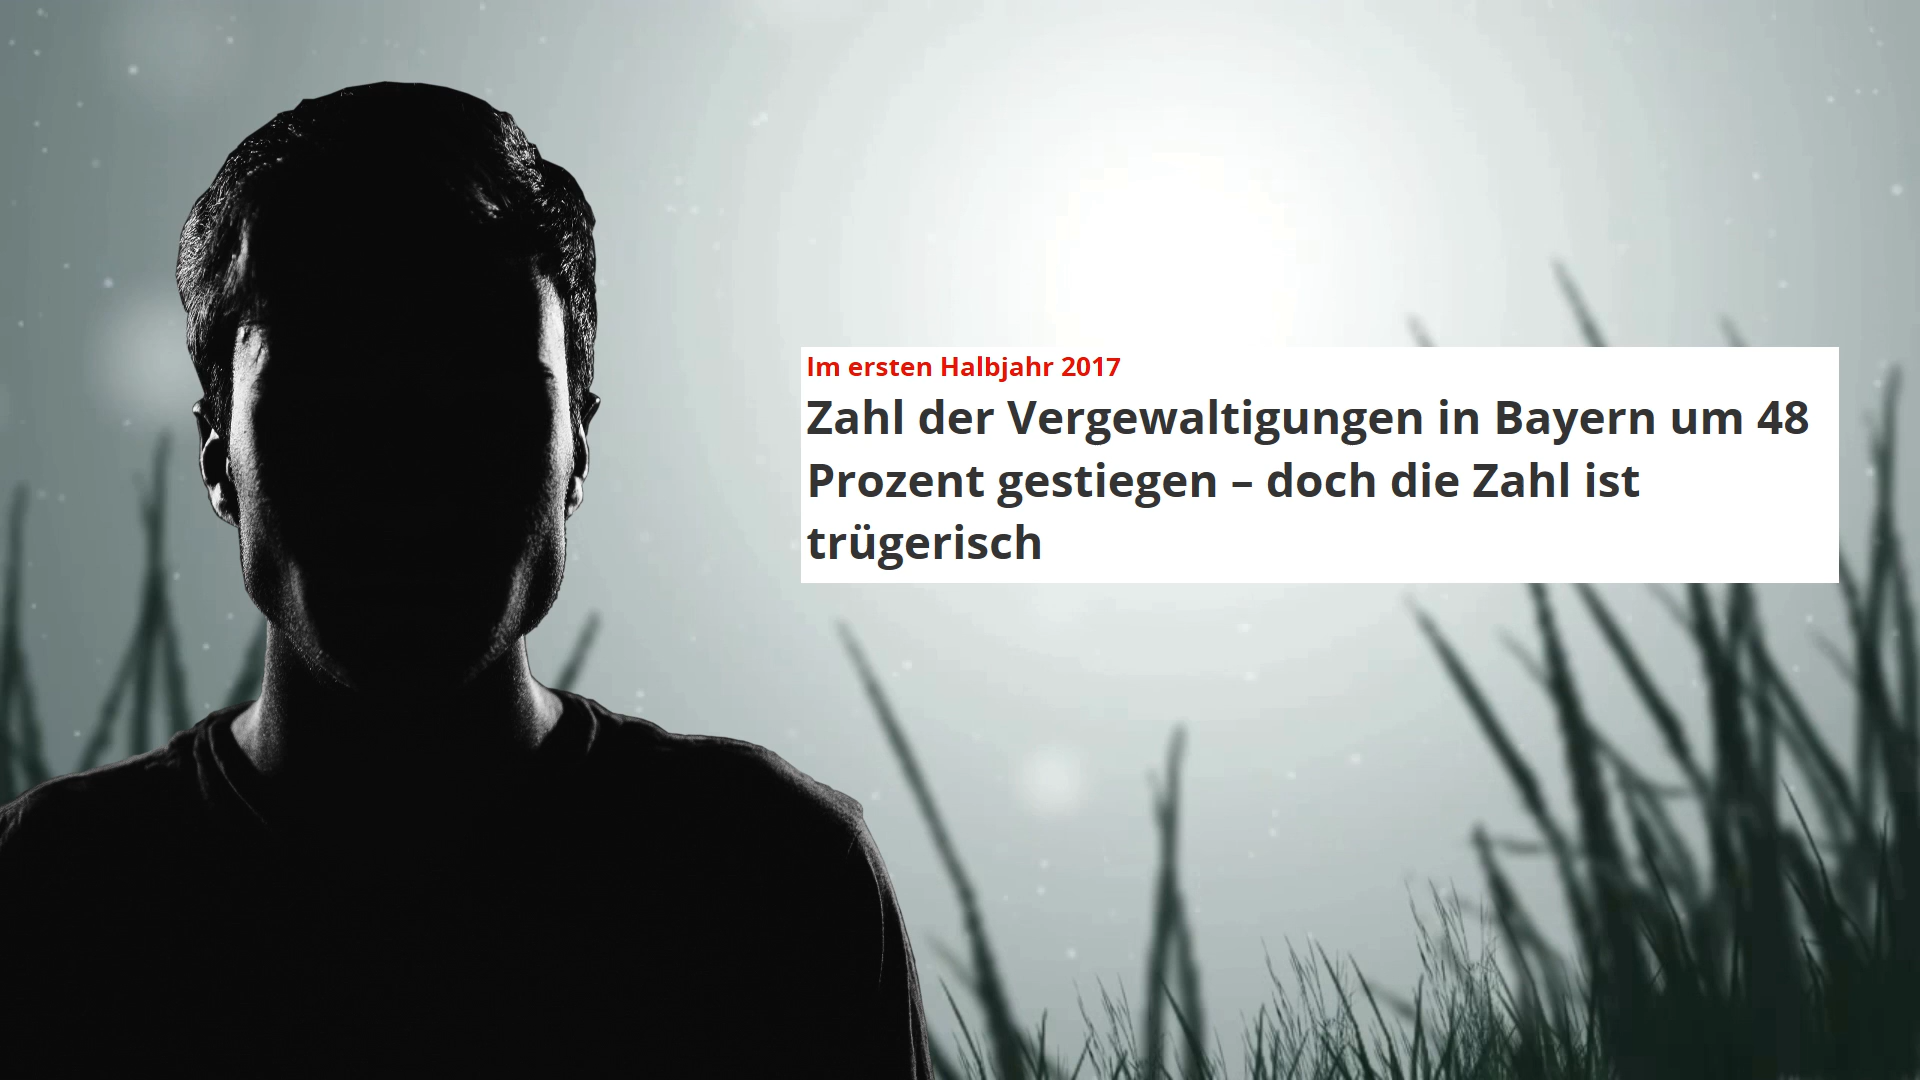 Im ersten Halbjahr 2017
Zahl der Vergewaltigungen in Bayern um 48
Prozent gestiegen – doch die Zahl ist
trügerisch